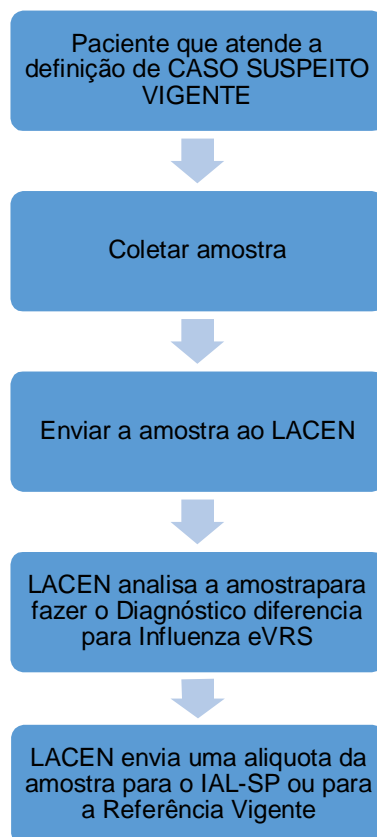 Paciente que atende a
definição de CASO SUSPEITO
VIGENTE
Coletar amostra
Enviar a amostra ao LACEN
LACEN analisa a amostrapara
fazer o Diagnóstico diferencia
para Influenza eVRS
LACEN envia uma aliquota da
amostra para o IAL-SP ou para
a Referência Vigente